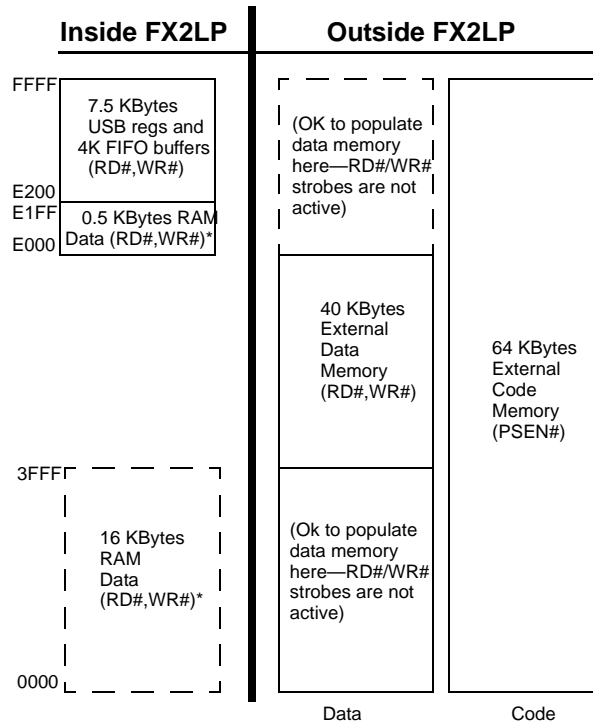 Inside FX2LP
Outside FX2LP
FFFF
7.5 KBytes
USB regs and
4K FIFO buffers
(RD#,WR#)
E200
E1FF
0.5 KBytes RAM
Data (RD#,WR#)*
E000
(OK to populate
data memory
here—RD#/WR#
strobes are not
active)
40 KBytes
External
Data
Memory
(RD#,WR#)
64 KBytes
External
Code
Memory
(PSEN#)
3FFF
16 KBytes
RAM
Data
(RD#,WR#)*
(Ok to populate
data memory
here—RD#/WR#
strobes are not
active)
0000
Data
Code